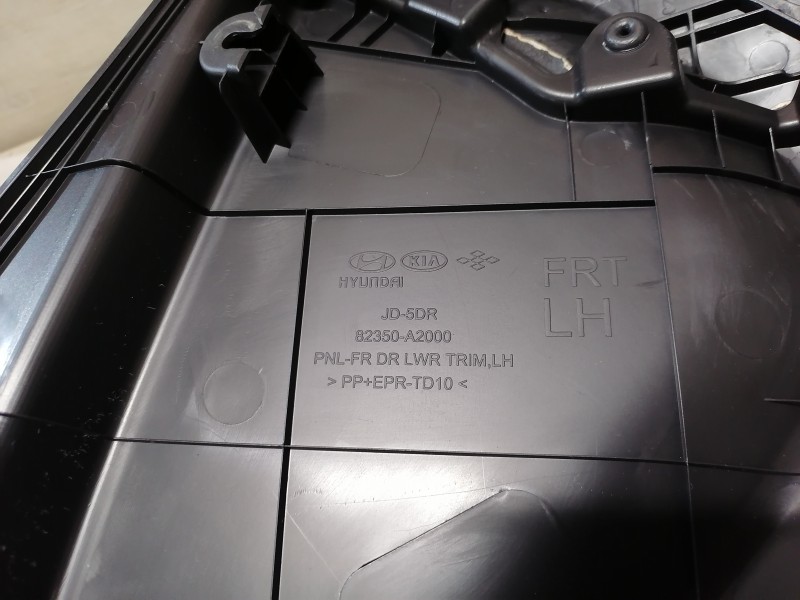 HYUNDAI KIA
FRT
LH
JD-5DR
82350-A2000
PNL-FR DR LWR TRIM,LH
> PP+EPR-TD10 <